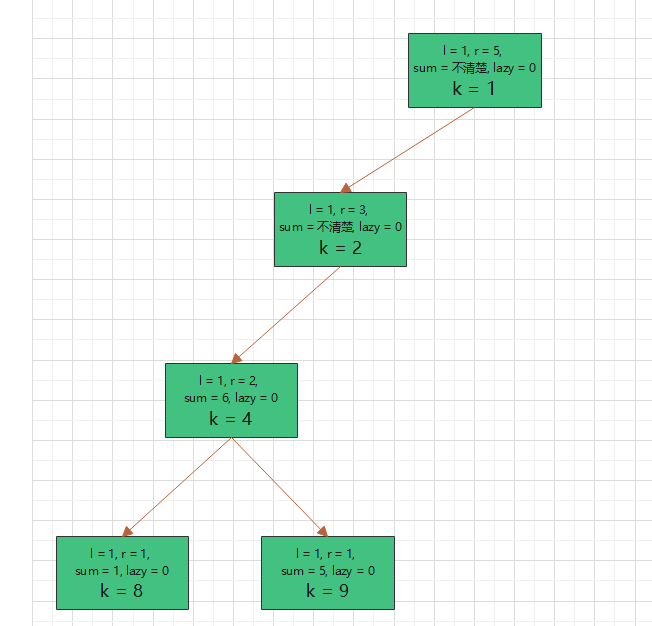 l = 1, r = 5,
sum = 不清楚, lazy = 0
k = 1
l = 1, r = 3,
sum = 不清楚, lazy = 0
k = 2
l = 1, r = 2,
sum = 6, lazy = 0
k = 4
l = 1, r = 1,
sum = 1, lazy = 0
k = 8
l = 1, r = 1,
sum = 5, lazy = 0
k = 9